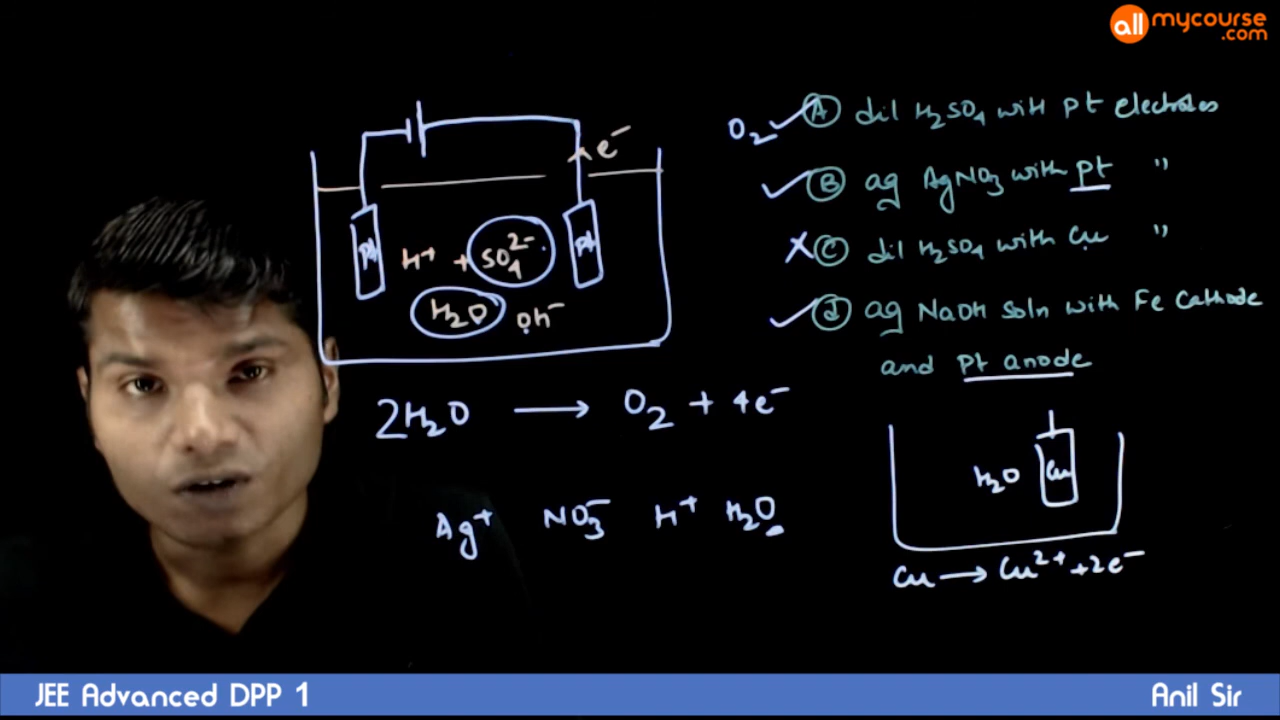 all mycourse
.com
O2 A dil H2SO4 with Pt electrodes
B aq AgNO3 with Pt "
C dil H2SO4 with Cu "
D aq NaOH soln with Fe Cathode
and Pt anode
e-
Pt H+ + SO4 2- Pt
H2O OH-
2H2O → O2 + 4e-
H2O Cu
Ag+ NO3- H+ H2O
Cu → Cu2+ + 2e-
JEE Advanced DPP 1
Anil Sir